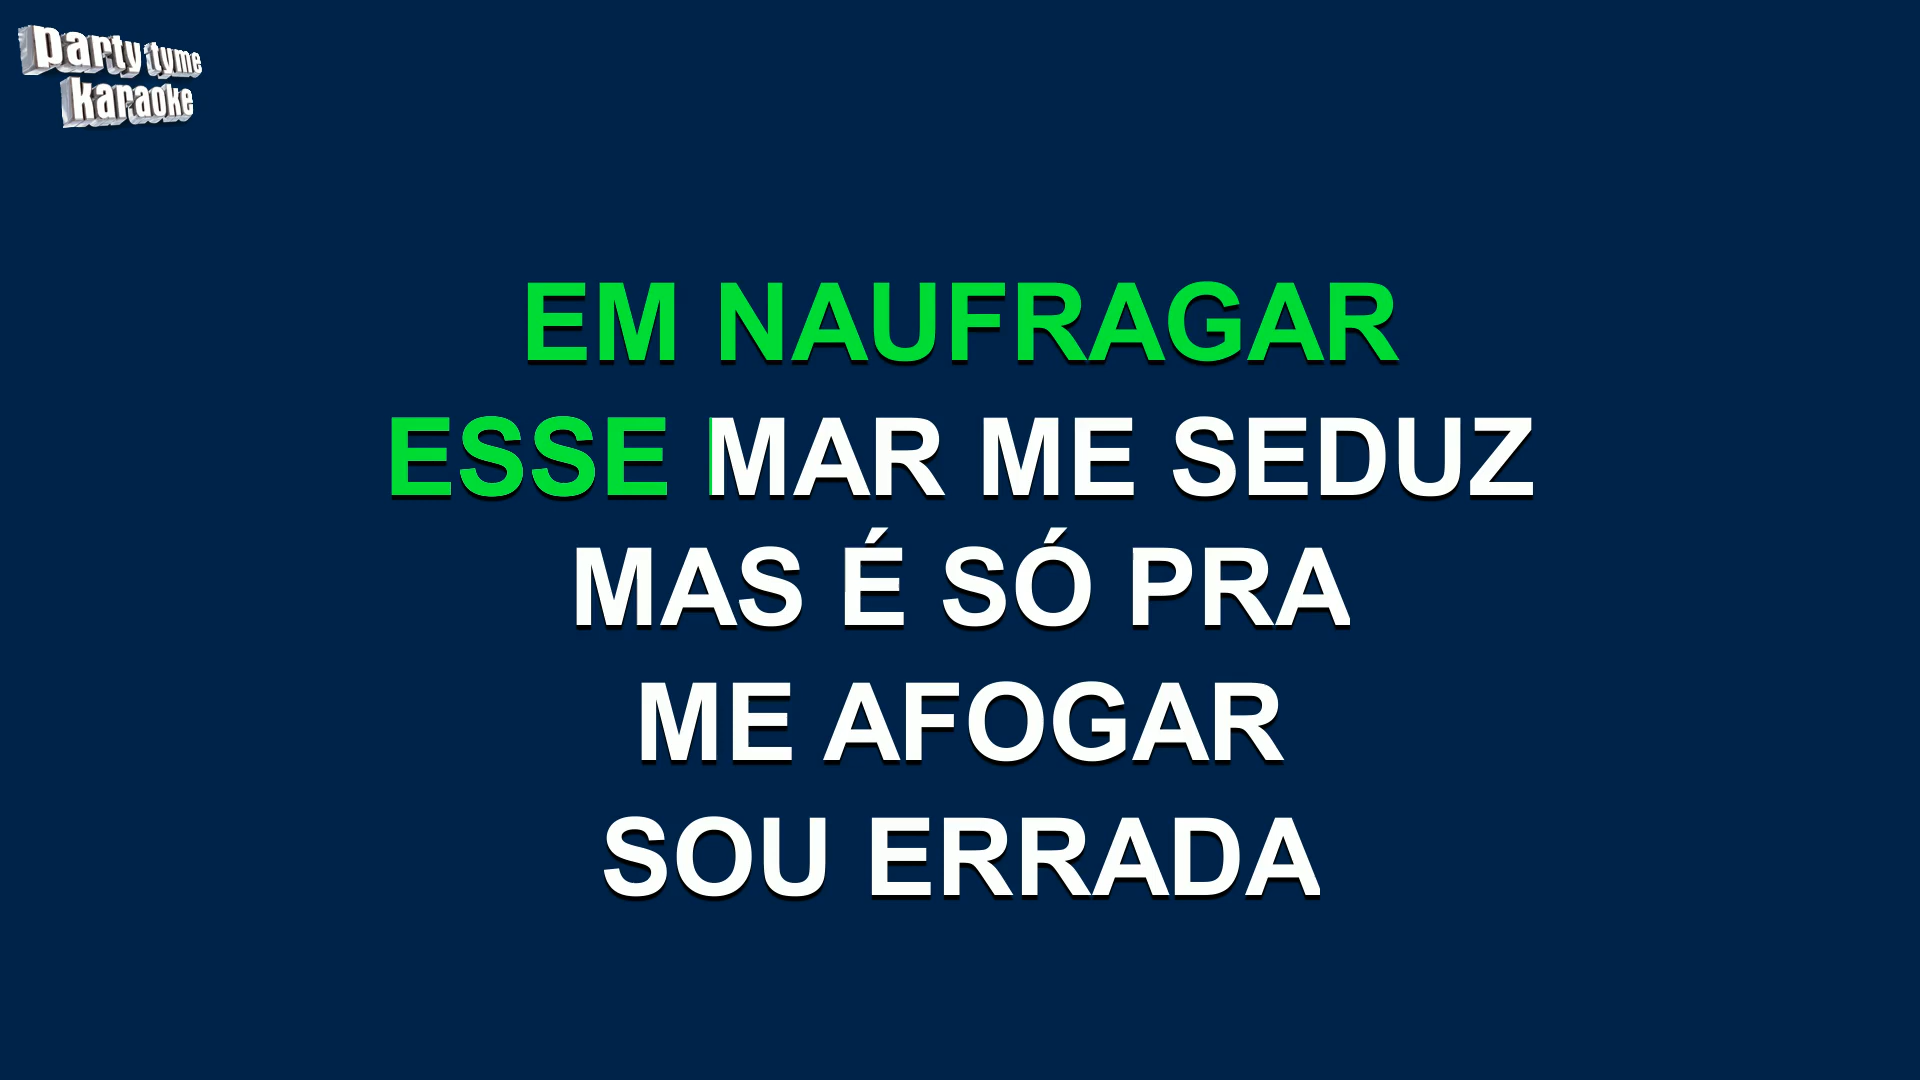 party tyme
karaoke
EM NAUFRAGAR
ESSE MAR ME SEDUZ
MAS É SÓ PRA
ME AFOGAR
SOU ERRADA